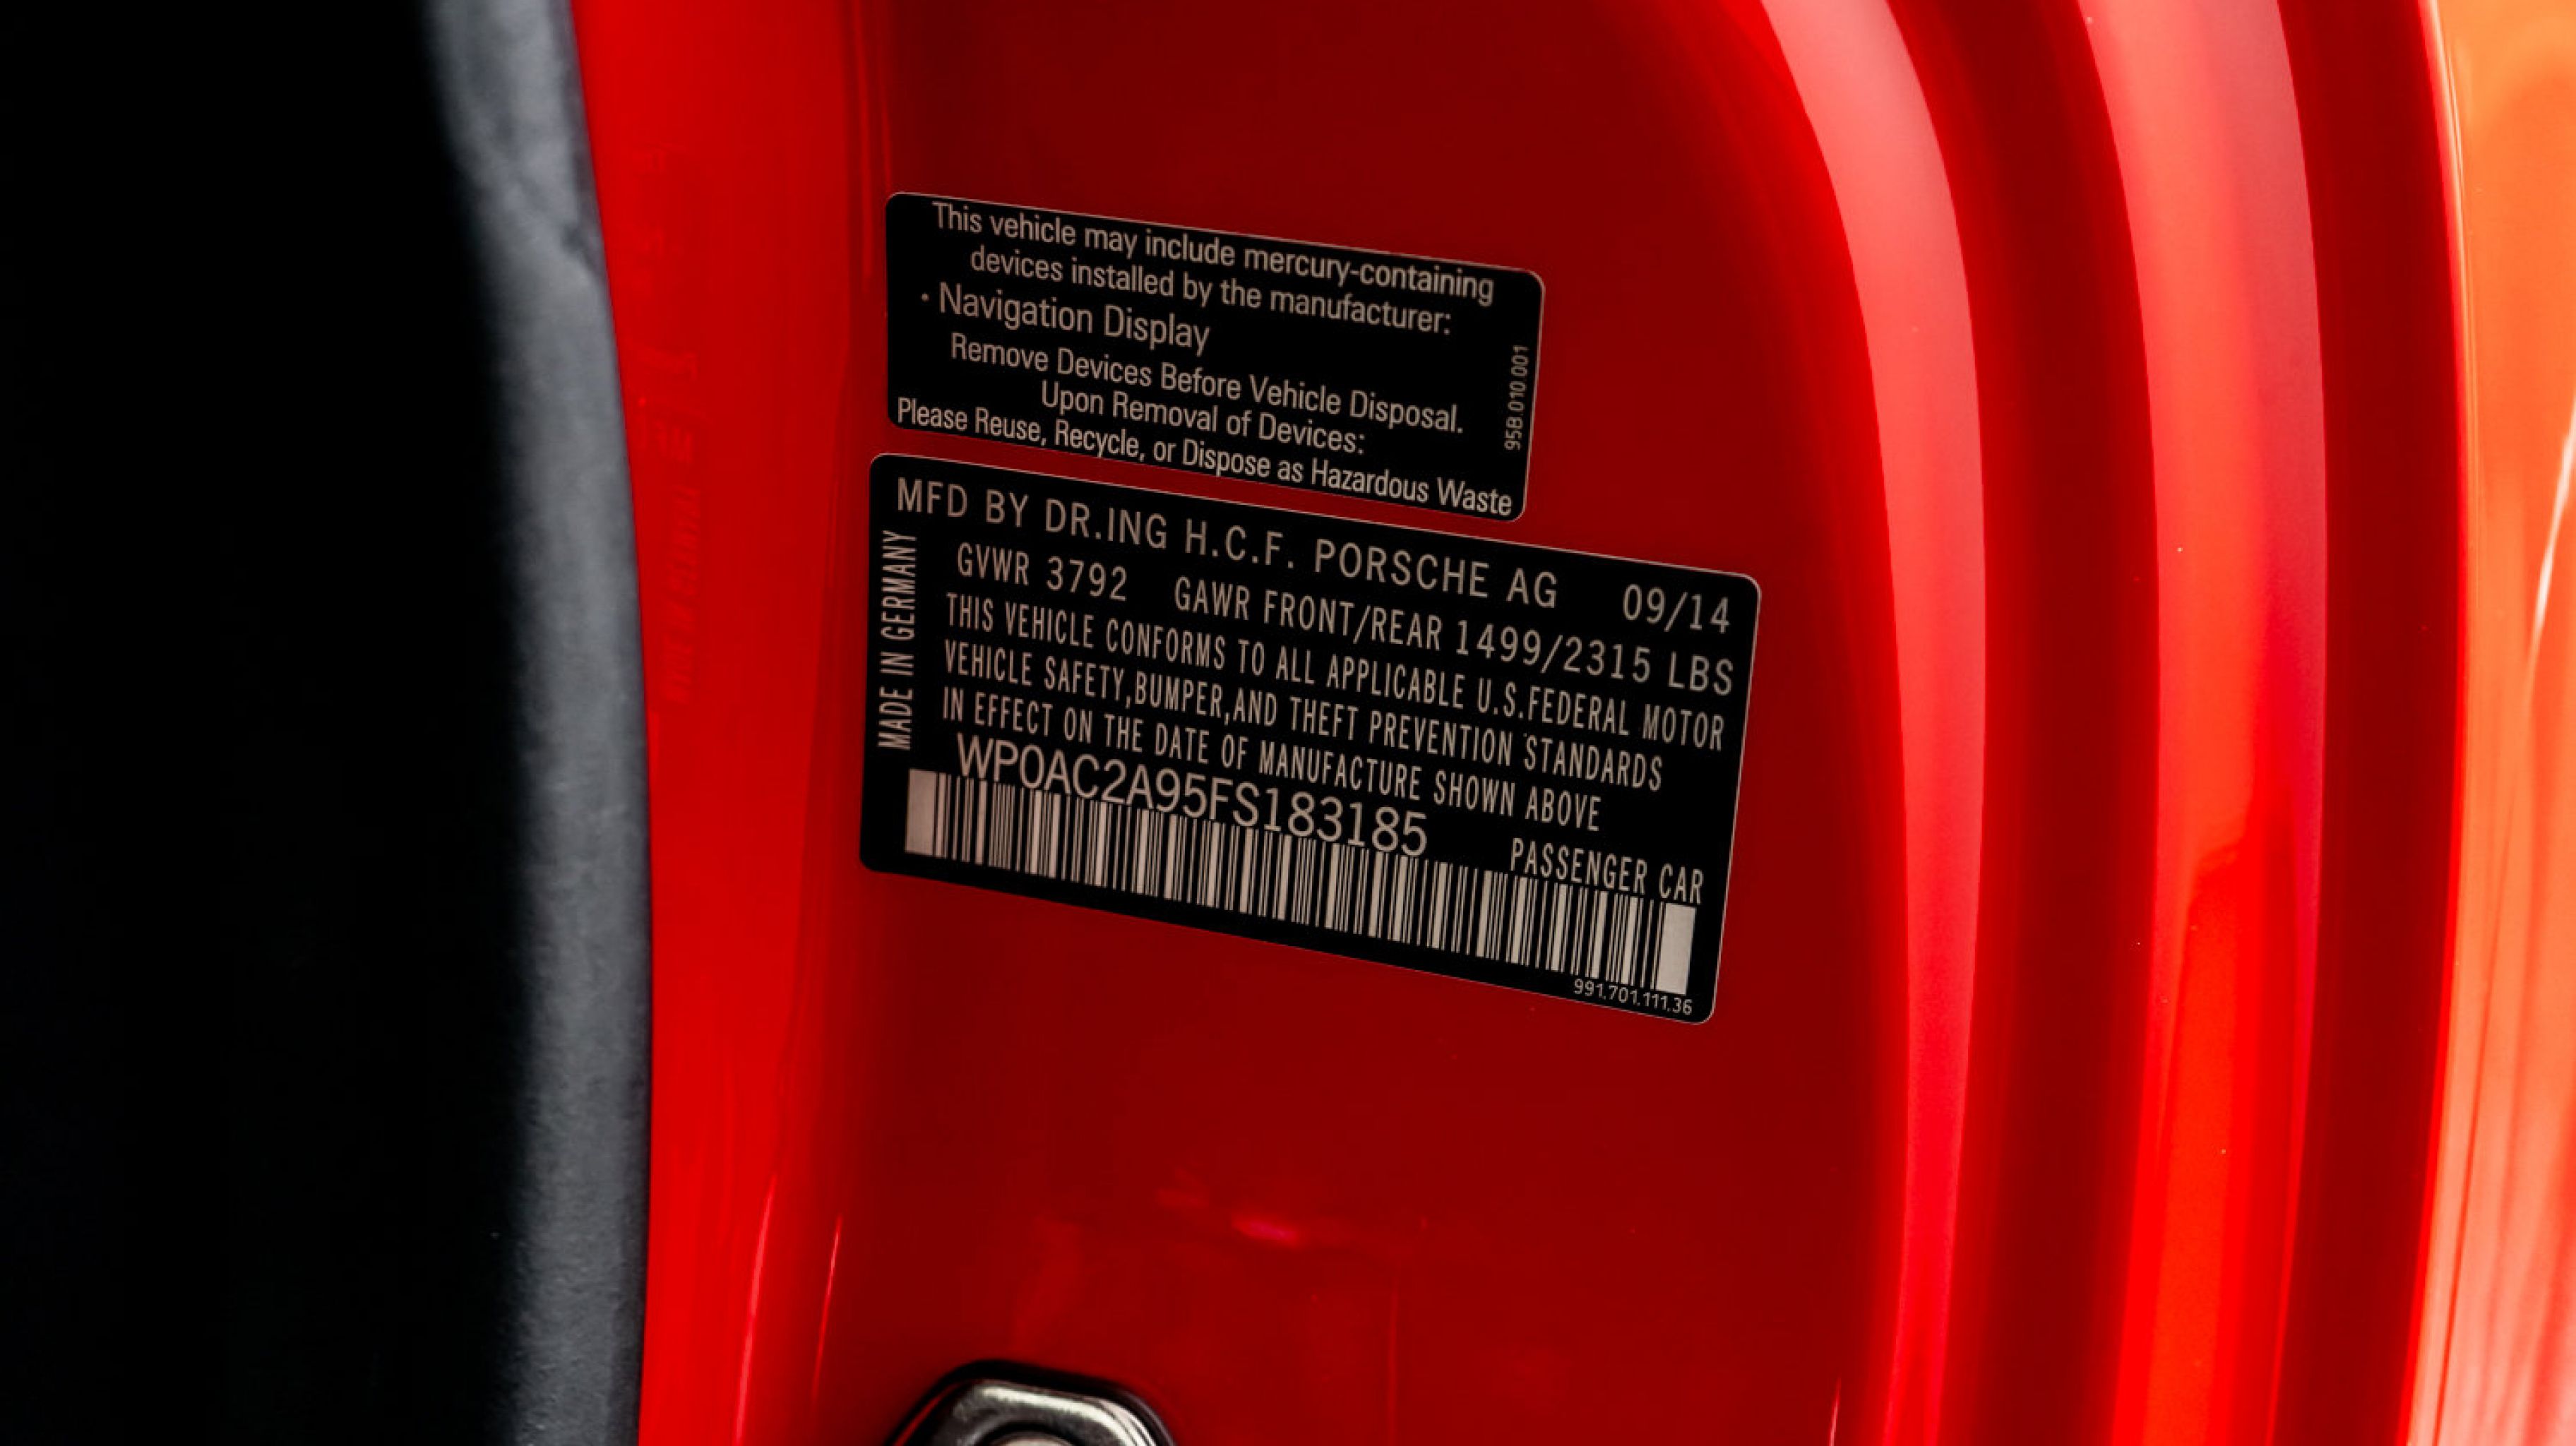 This vehicle may include mercury-containing
devices installed by the manufacturer:
· Navigation Display
Remove Devices Before Vehicle Disposal.
Upon Removal of Devices:
Please Reuse, Recycle, or Dispose as Hazardous Waste
95B.010.001
MFD BY DR.ING H.C.F. PORSCHE AG 09/14
GVWR 3792 GAWR FRONT/REAR 1499/2315 LBS
THIS VEHICLE CONFORMS TO ALL APPLICABLE U.S.FEDERAL MOTOR
VEHICLE SAFETY,BUMPER,AND THEFT PREVENTION STANDARDS
IN EFFECT ON THE DATE OF MANUFACTURE SHOWN ABOVE
WP0AC2A95FS183185
PASSENGER CAR
991.701.111.36
MADE IN GERMANY